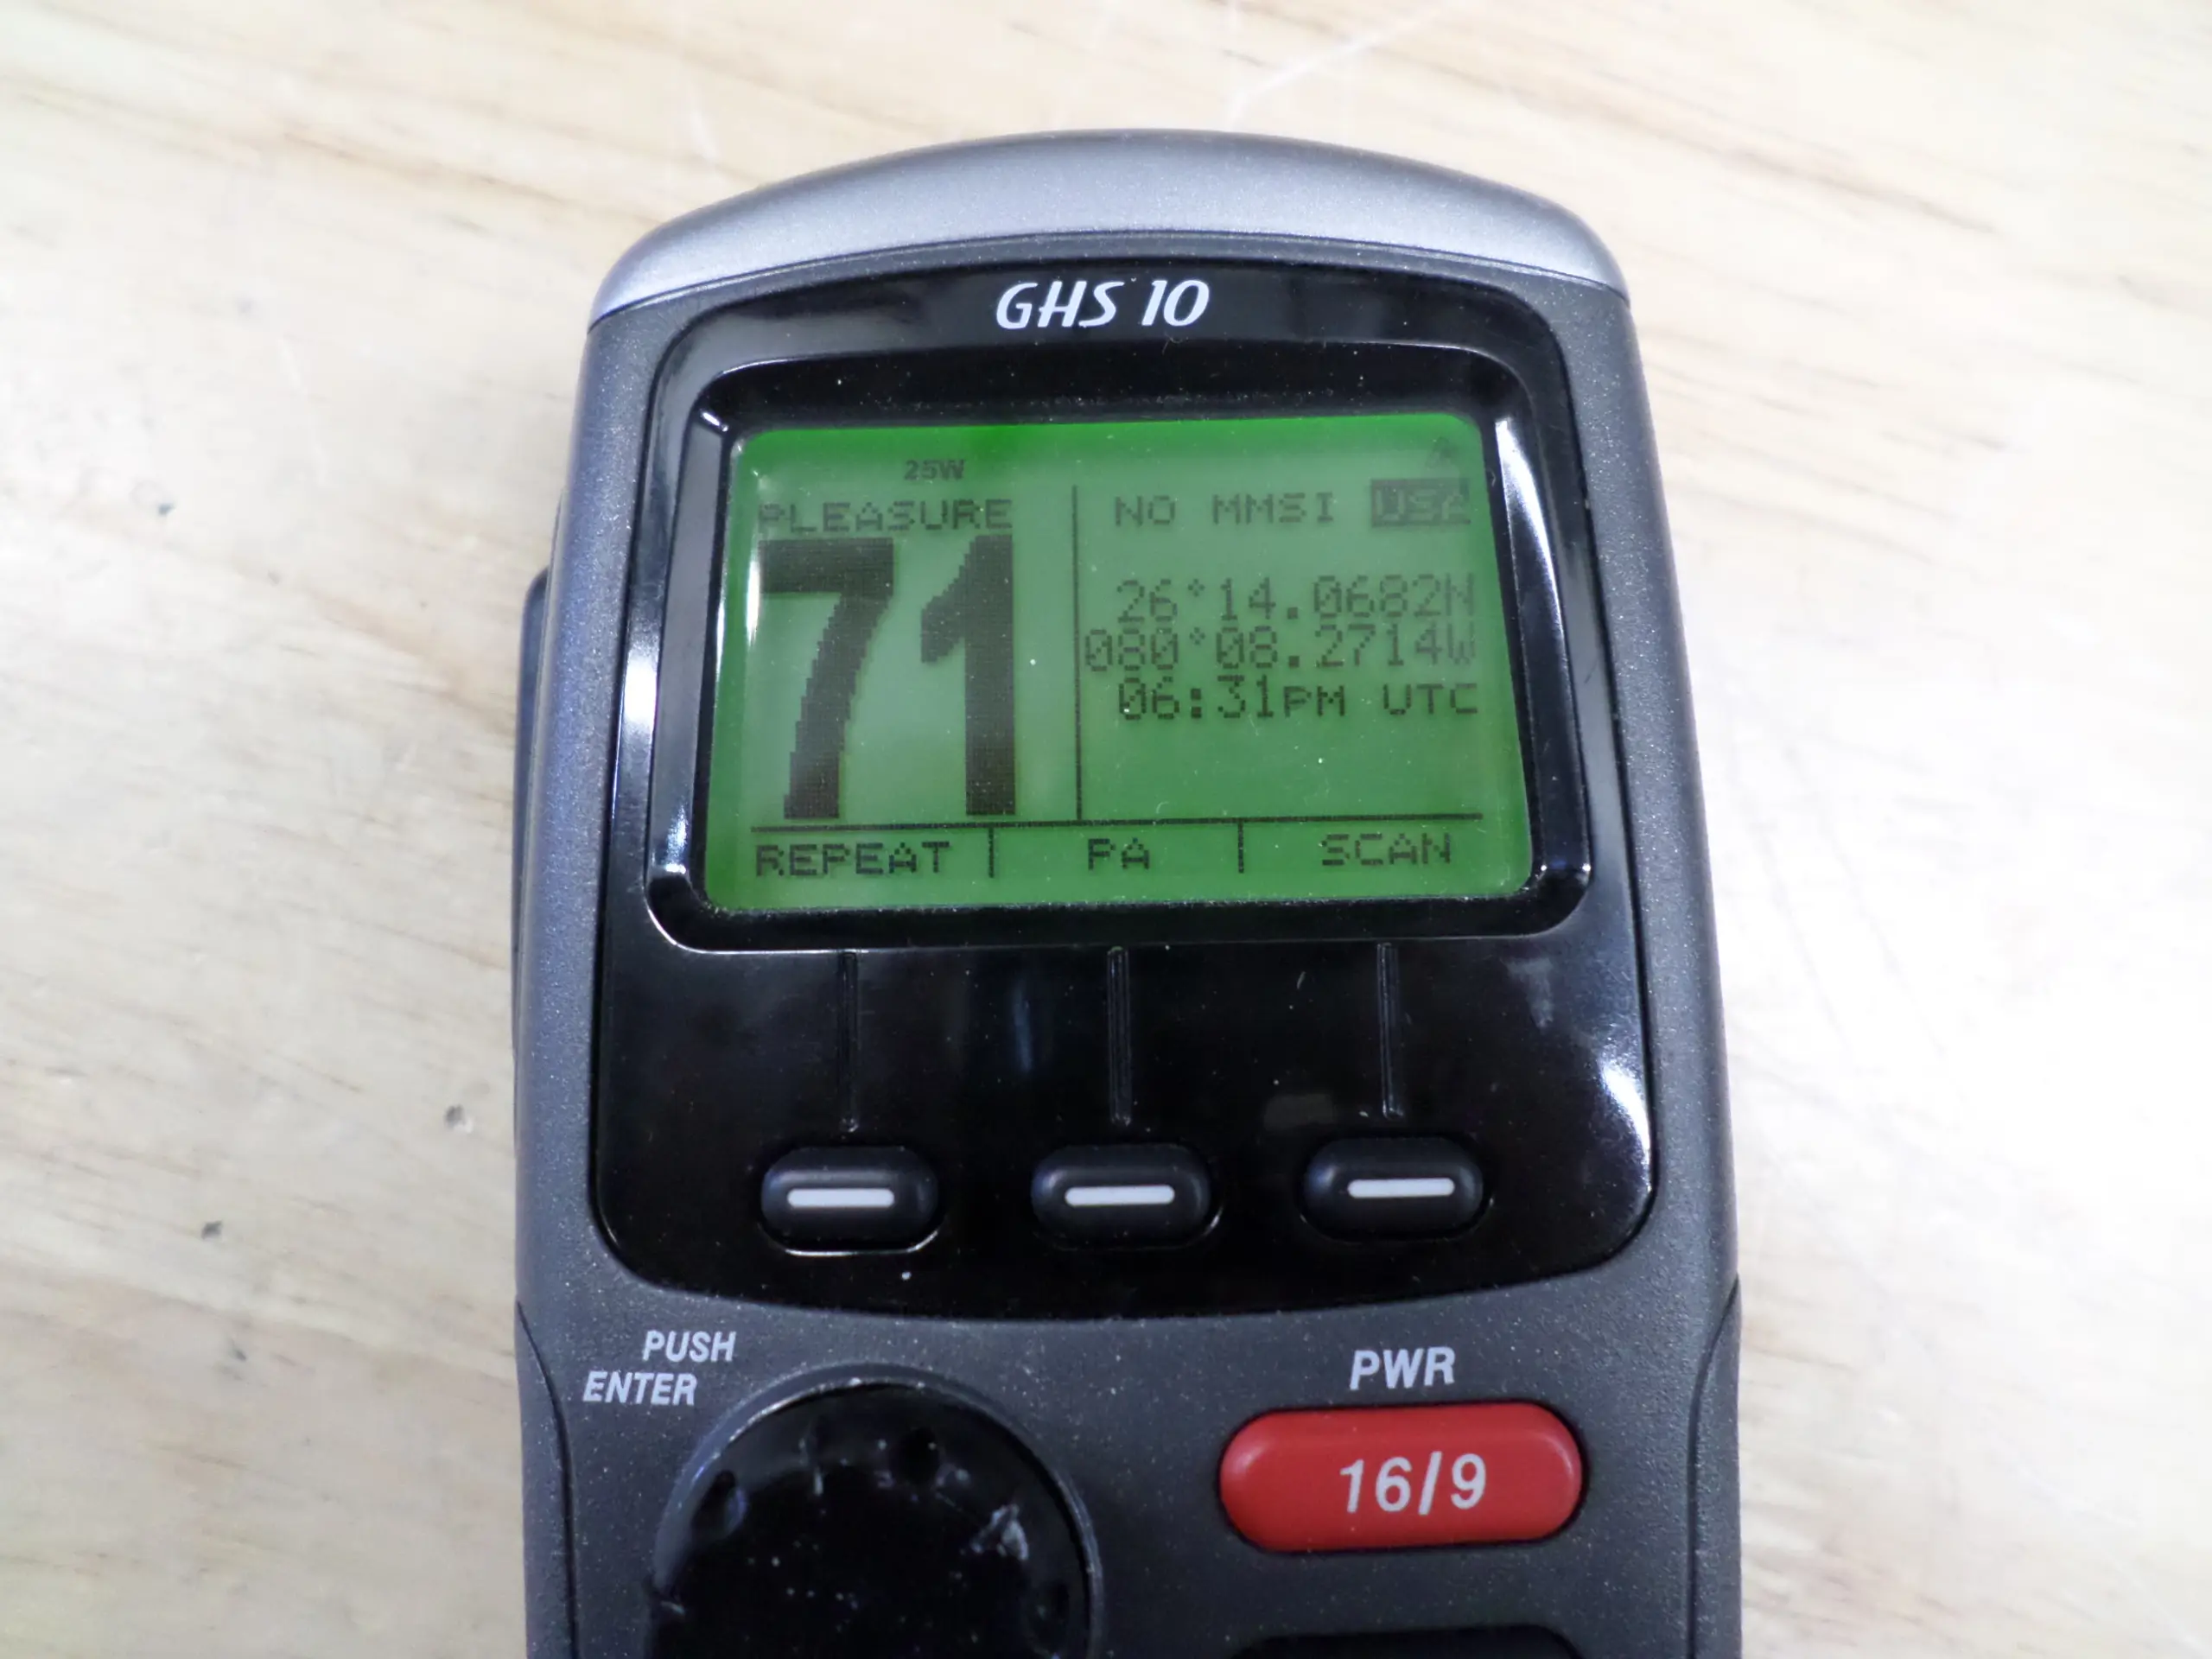 GHS 10
25W
PLEASURE
71
NO MMSI USA
26°14.0682N
080°08.2714W
06:31PM UTC
REPEAT PA SCAN
PUSH
ENTER
PWR
16/9